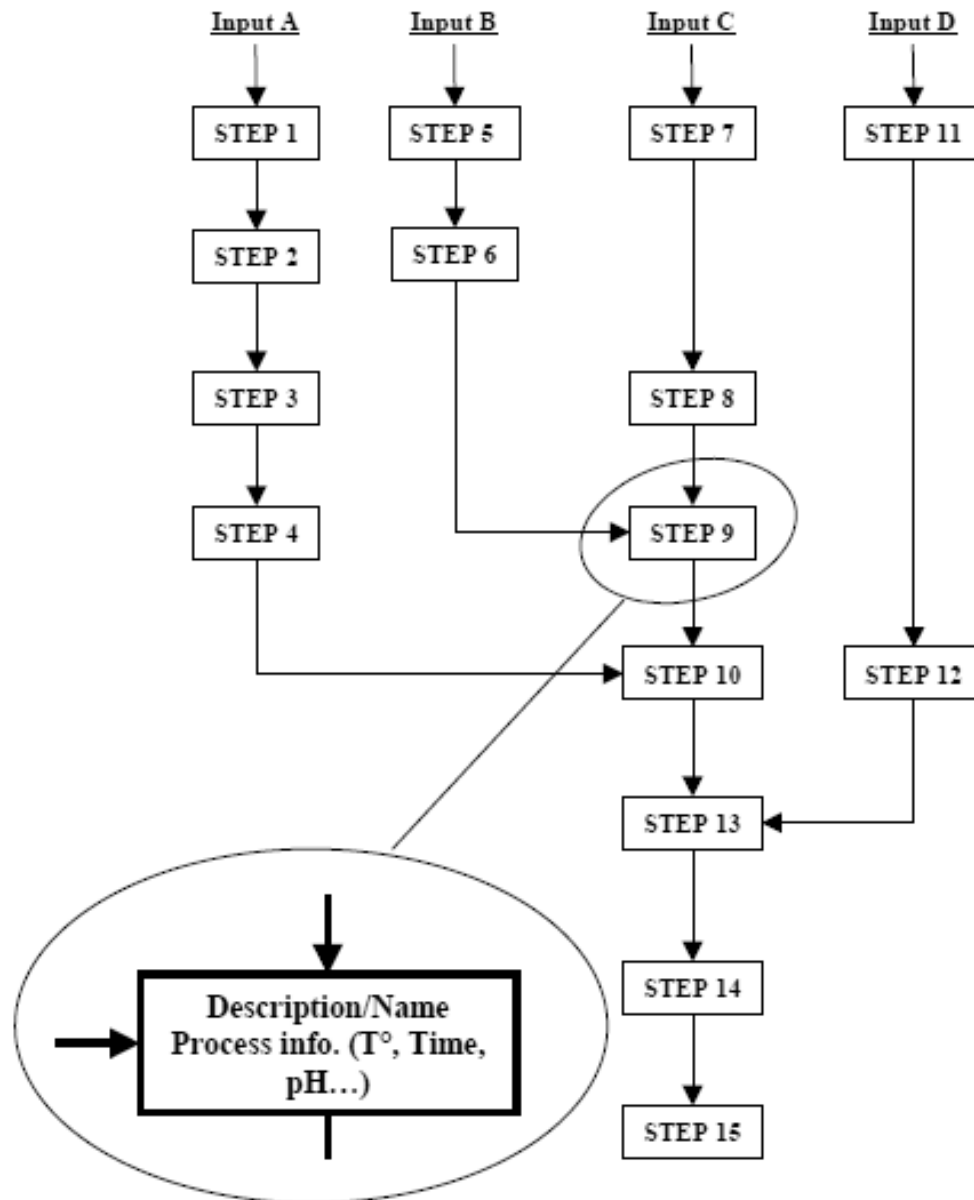 Input A
Input B
Input C
Input D
STEP 1
STEP 5
STEP 7
STEP 11
STEP 2
STEP 6
STEP 3
STEP 8
STEP 4
STEP 9
STEP 10
STEP 12
STEP 13
STEP 14
Description/Name
Process info. (T°, Time,
pH…)
STEP 15